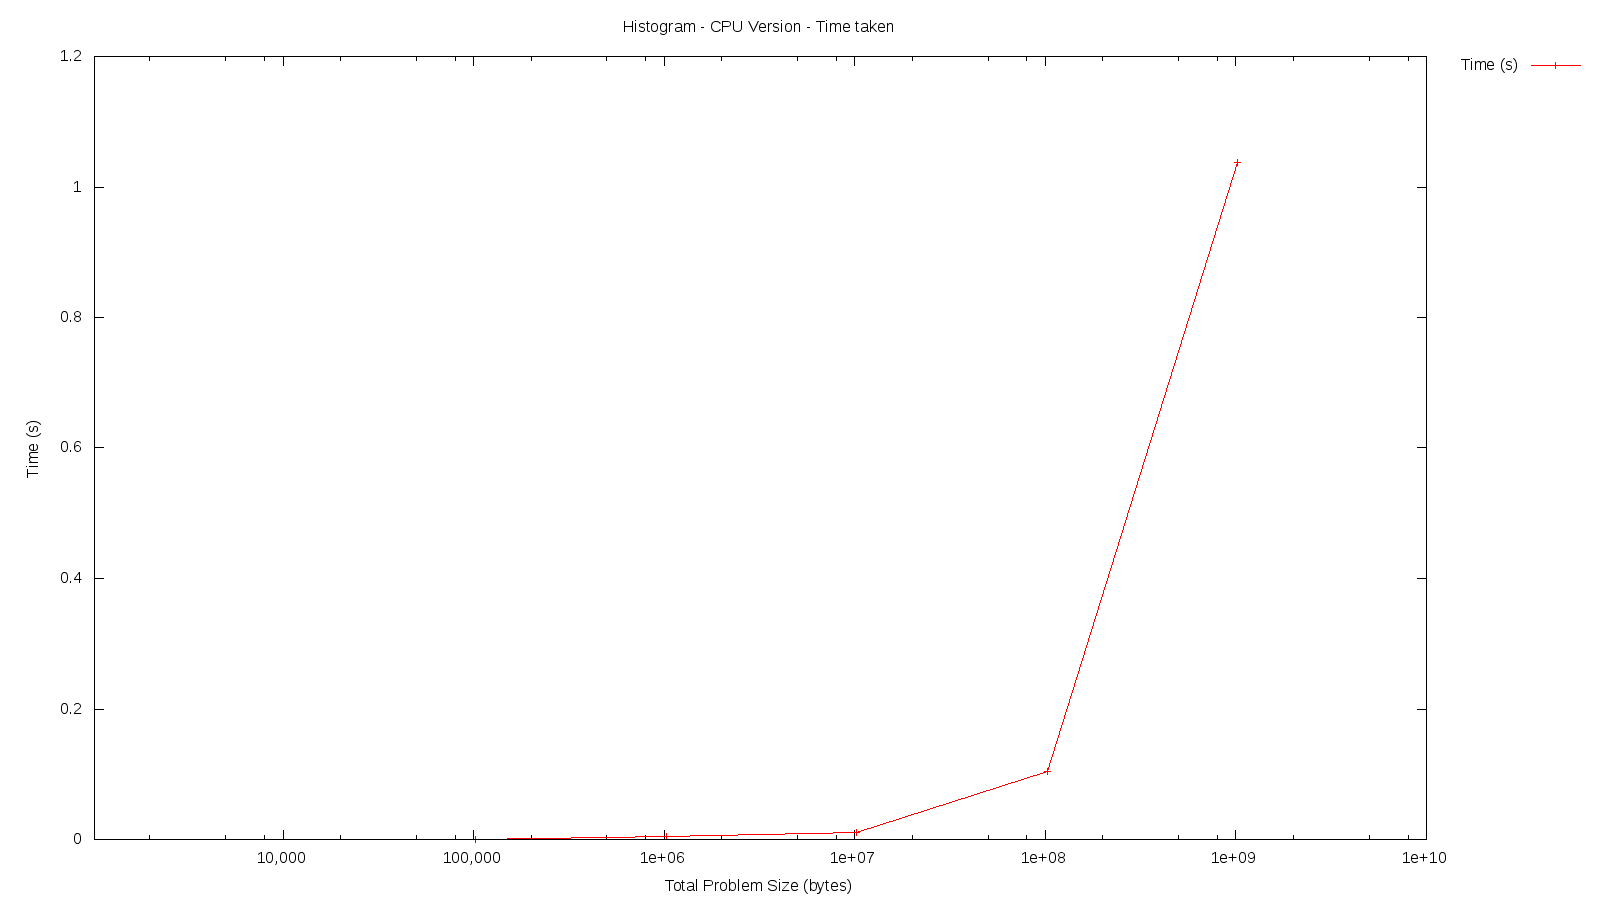 Histogram - CPU Version - Time taken
Time (s)
1.2
1
0.8
0.6
0.4
0.2
0
Time (s)
10,000
100,000
1e+06
1e+07
1e+08
1e+09
1e+10
Total Problem Size (bytes)